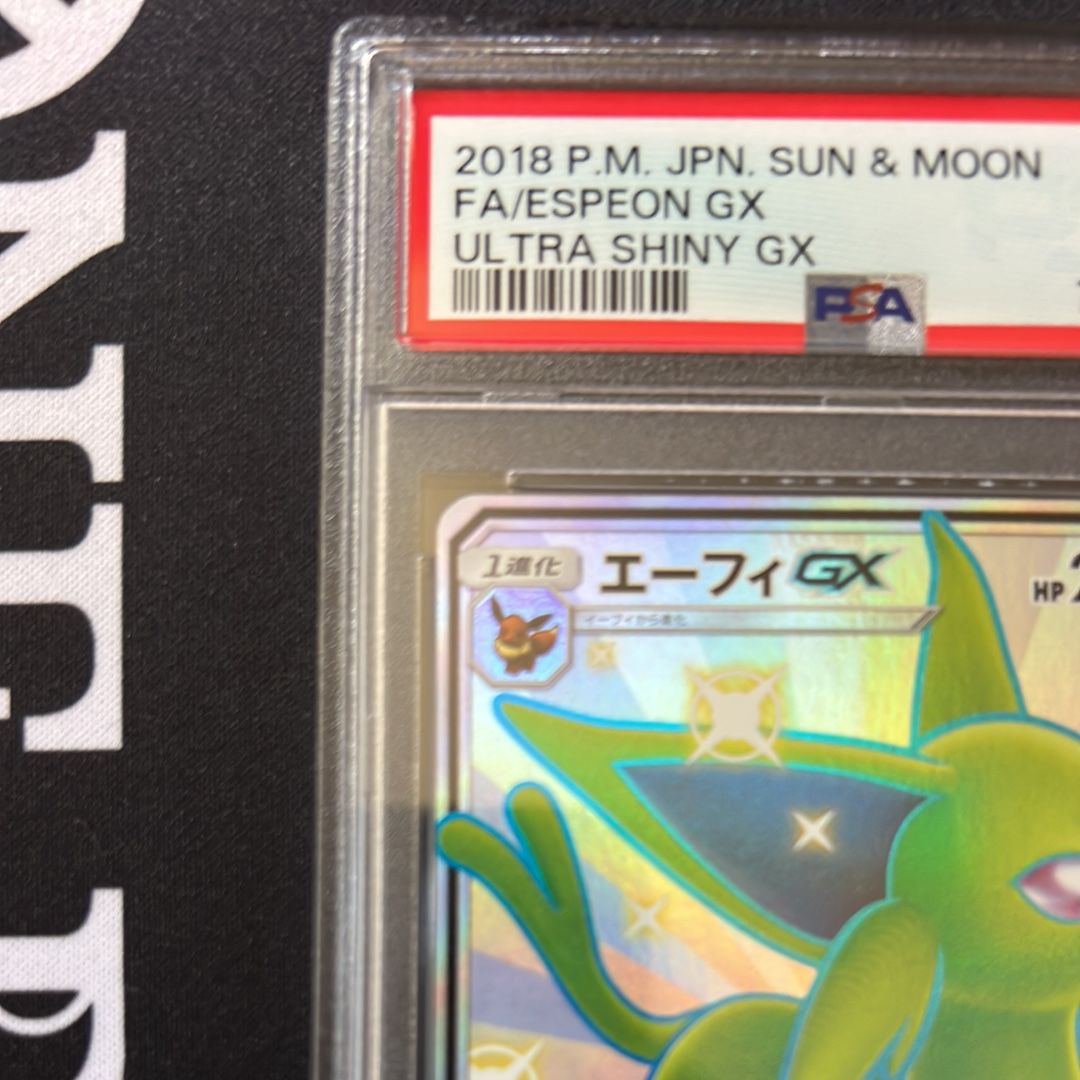 2018 P.M. JPN. SUN & MOON
FA/ESPEON GX
ULTRA SHINY GX
PSA
1進化
エーフィGX
HP
イーブイから進化